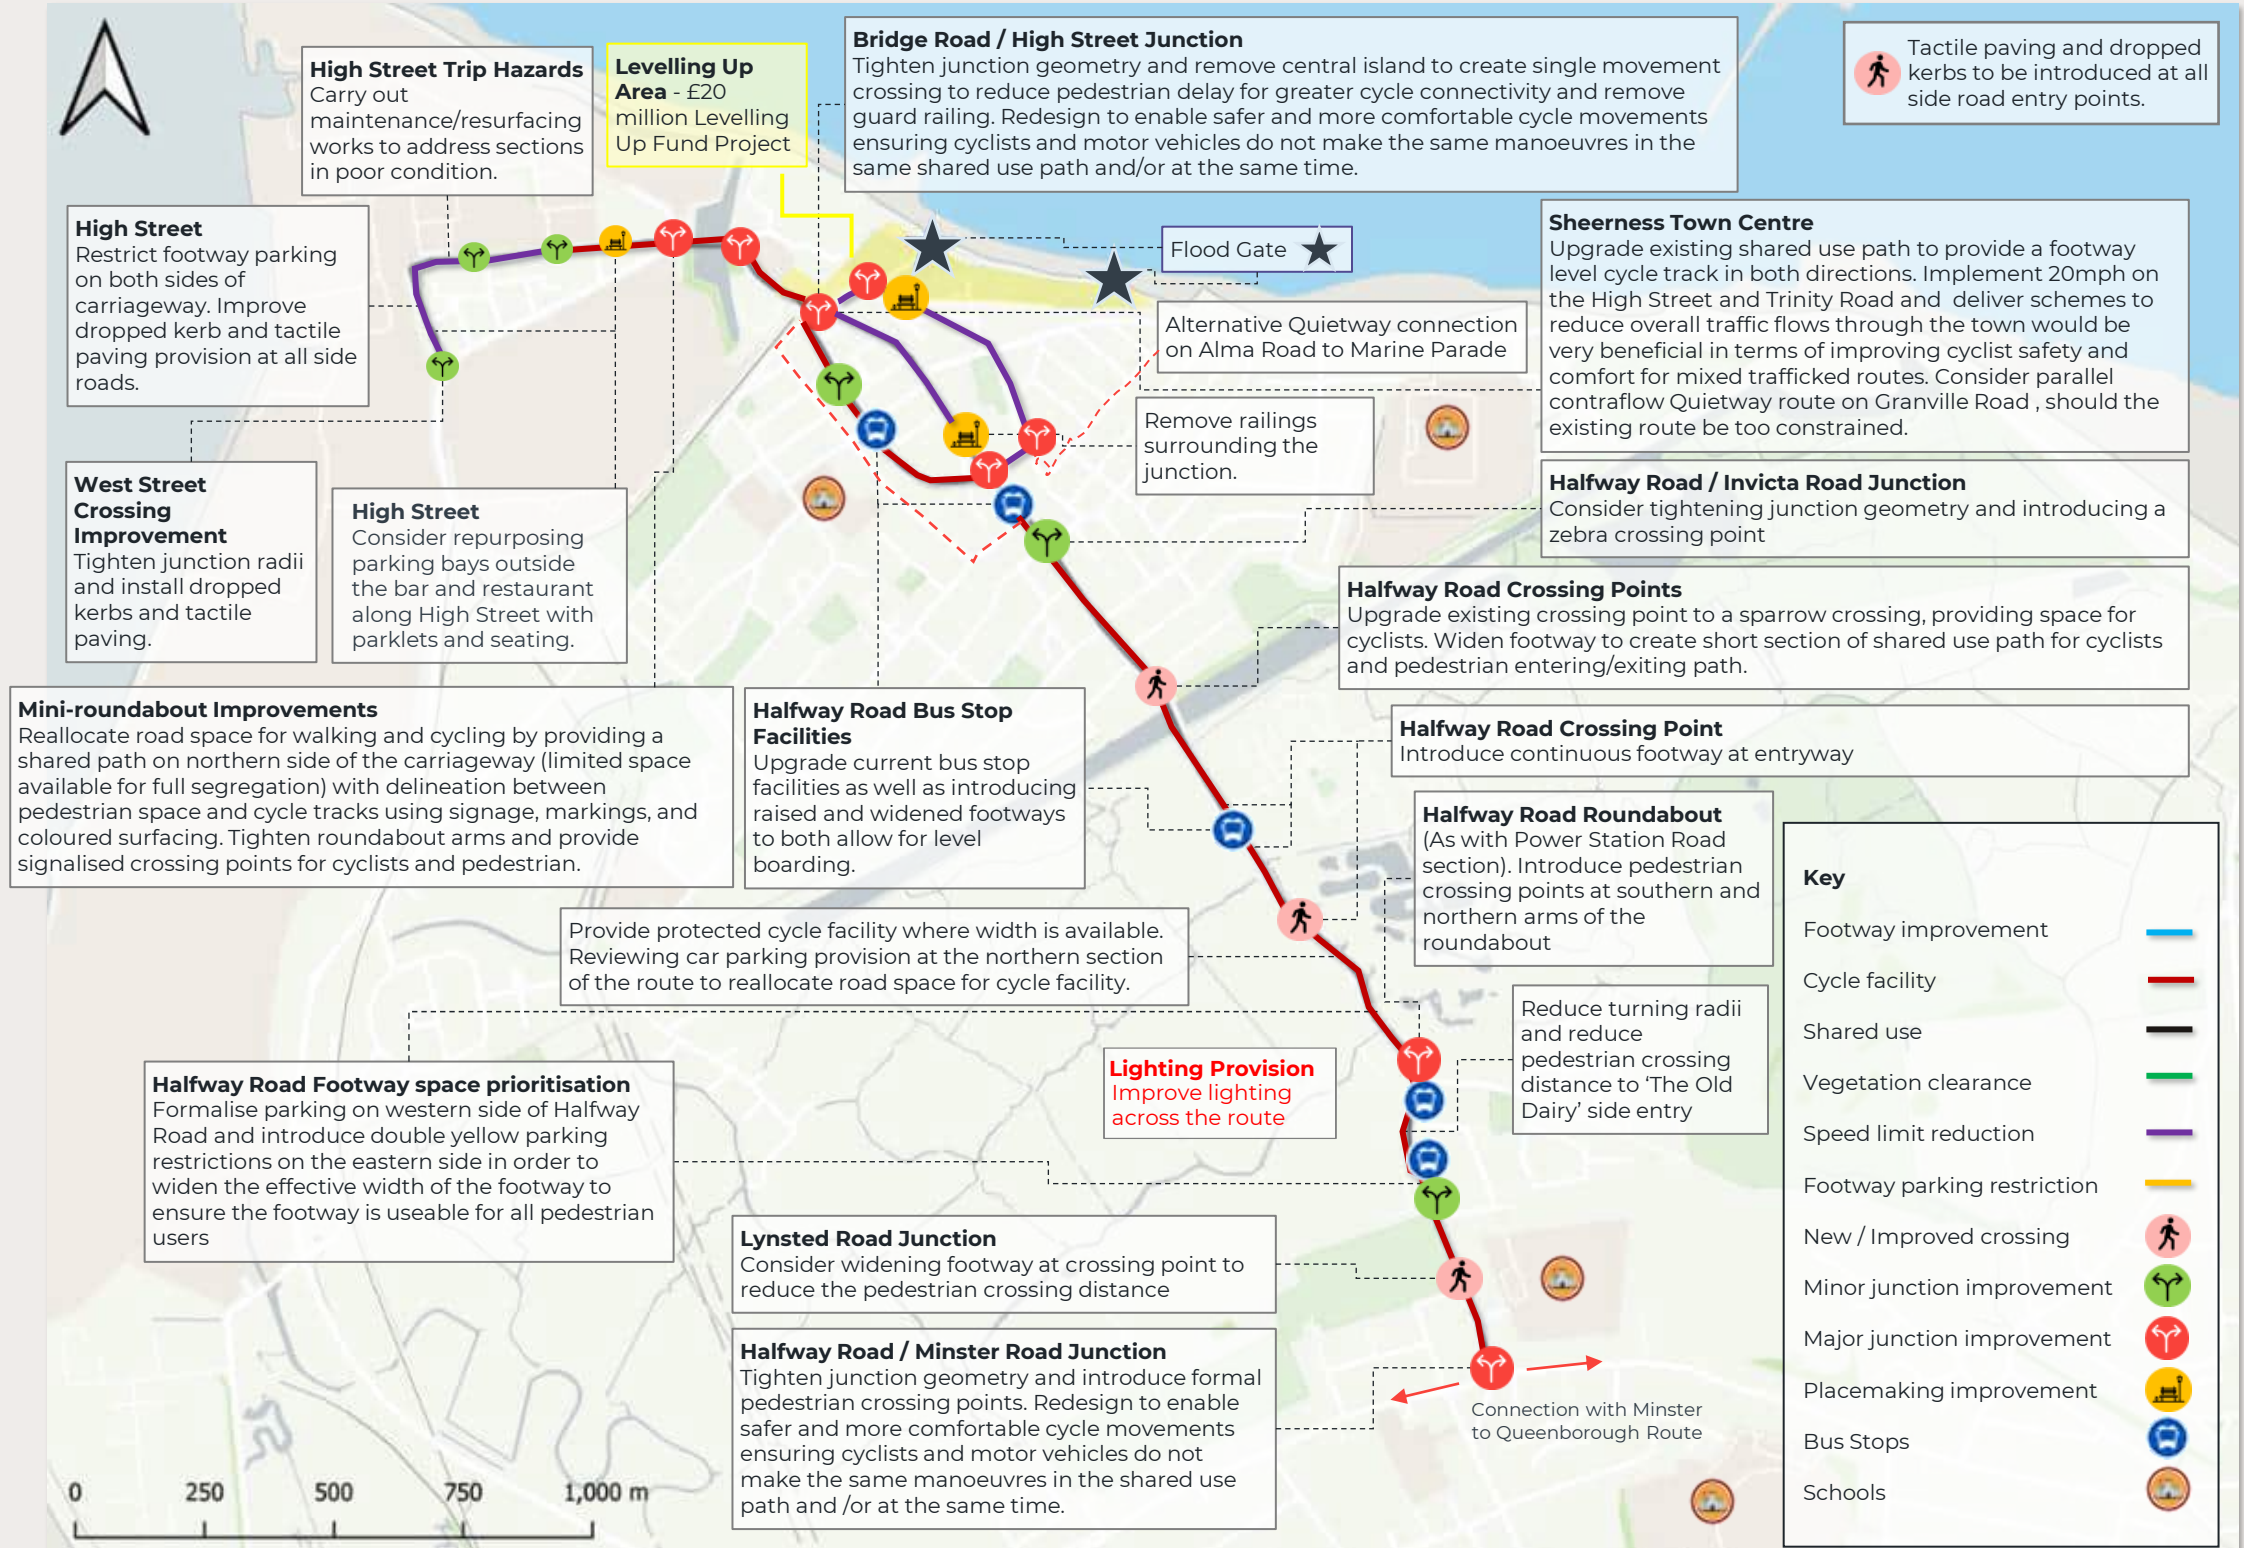 High Street Trip Hazards
Carry out
maintenance/resurfacing
works to address sections
in poor condition.
Levelling Up
Area - £20
million Levelling
Up Fund Project
Bridge Road / High Street Junction
Tighten junction geometry and remove central island to create single movement
crossing to reduce pedestrian delay for greater cycle connectivity and remove
guard railing. Redesign to enable safer and more comfortable cycle movements
ensuring cyclists and motor vehicles do not make the same manoeuvres in the
same shared use path and/or at the same time.
Tactile paving and dropped
kerbs to be introduced at all
side road entry points.
High Street
Restrict footway parking
on both sides of
carriageway. Improve
dropped kerb and tactile
paving provision at all side
roads.
Flood Gate
Sheerness Town Centre
Upgrade existing shared use path to provide a footway
level cycle track in both directions. Implement 20mph on
the High Street and Trinity Road and deliver schemes to
reduce overall traffic flows through the town would be
very beneficial in terms of improving cyclist safety and
comfort for mixed trafficked routes. Consider parallel
contraflow Quietway route on Granville Road , should the
existing route be too constrained.
Alternative Quietway connection
on Alma Road to Marine Parade
Remove railings
surrounding the
junction.
West Street
Crossing
Improvement
Tighten junction radii
and install dropped
kerbs and tactile
paving.
High Street
Consider repurposing
parking bays outside
the bar and restaurant
along High Street with
parklets and seating.
Halfway Road / Invicta Road Junction
Consider tightening junction geometry and introducing a
zebra crossing point
Halfway Road Crossing Points
Upgrade existing crossing point to a sparrow crossing, providing space for
cyclists. Widen footway to create short section of shared use path for cyclists
and pedestrian entering/exiting path.
Mini-roundabout Improvements
Reallocate road space for walking and cycling by providing a
shared path on northern side of the carriageway (limited space
available for full segregation) with delineation between
pedestrian space and cycle tracks using signage, markings, and
coloured surfacing. Tighten roundabout arms and provide
signalised crossing points for cyclists and pedestrian.
Halfway Road Bus Stop
Facilities
Upgrade current bus stop
facilities as well as introducing
raised and widened footways
to both allow for level
boarding.
Halfway Road Crossing Point
Introduce continuous footway at entryway
Halfway Road Roundabout
(As with Power Station Road
section). Introduce pedestrian
crossing points at southern and
northern arms of the
roundabout
Provide protected cycle facility where width is available.
Reviewing car parking provision at the northern section
of the route to reallocate road space for cycle facility.
Reduce turning radii
and reduce
pedestrian crossing
distance to ‘The Old
Dairy’ side entry
Lighting Provision
Improve lighting
across the route
Halfway Road Footway space prioritisation
Formalise parking on western side of Halfway
Road and introduce double yellow parking
restrictions on the eastern side in order to
widen the effective width of the footway to
ensure the footway is useable for all pedestrian
users
Lynsted Road Junction
Consider widening footway at crossing point to
reduce the pedestrian crossing distance
Halfway Road / Minster Road Junction
Tighten junction geometry and introduce formal
pedestrian crossing points. Redesign to enable
safer and more comfortable cycle movements
ensuring cyclists and motor vehicles do not
make the same manoeuvres in the shared use
path and /or at the same time.
Connection with Minster
to Queenborough Route
Key
Footway improvement
Cycle facility
Shared use
Vegetation clearance
Speed limit reduction
Footway parking restriction
New / Improved crossing
Minor junction improvement
Major junction improvement
Placemaking improvement
Bus Stops
Schools
0 250 500 750 1,000 m